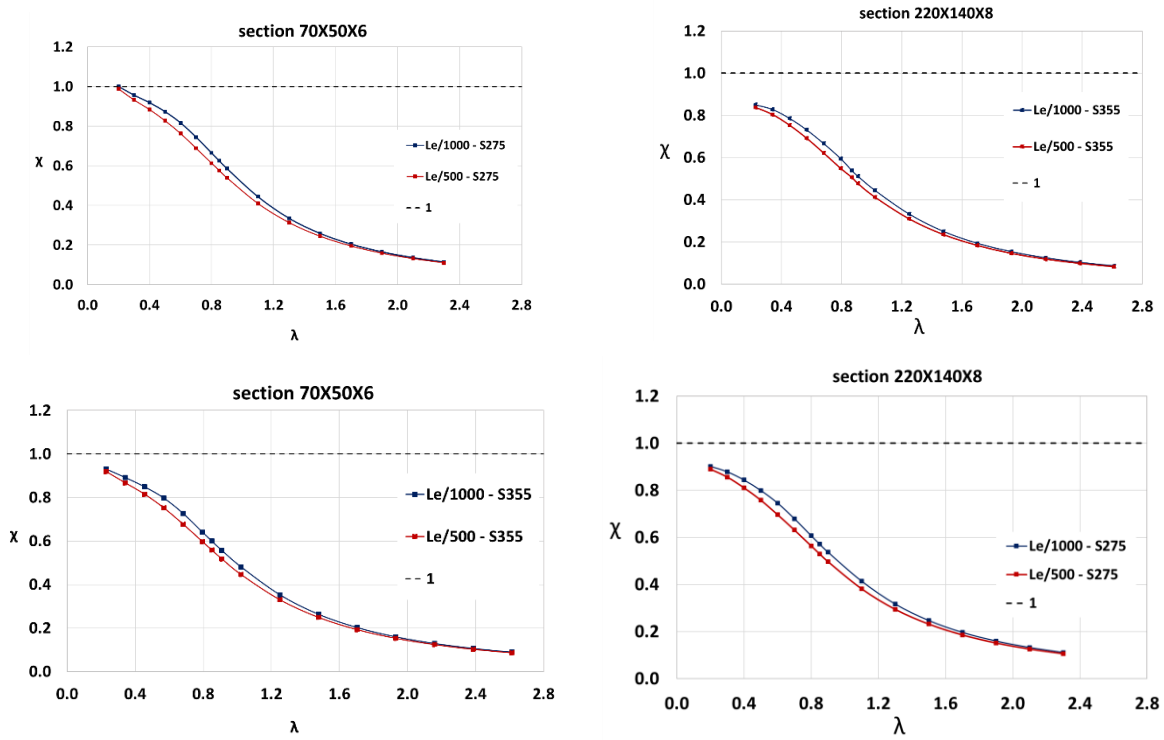 section 70X50X6
1.2
1.0
0.8
0.6
0.4
0.2
0.0
χ
Le/1000 - S275
Le/500 - S275
1
0.0 0.4 0.8 1.2 1.6 2.0 2.4 2.8
λ
section 220X140X8
1.2
1.0
0.8
0.6
0.4
0.2
0.0
χ
Le/1000 - S355
Le/500 - S355
1
0.0 0.4 0.8 1.2 1.6 2.0 2.4 2.8
λ
section 70X50X6
1.2
1.0
0.8
0.6
0.4
0.2
0.0
χ
Le/1000 - S355
Le/500 - S355
1
0.0 0.4 0.8 1.2 1.6 2.0 2.4 2.8
λ
section 220X140X8
1.2
1.0
0.8
0.6
0.4
0.2
0.0
χ
Le/1000 - S275
Le/500 - S275
1
0.0 0.4 0.8 1.2 1.6 2.0 2.4 2.8
λ